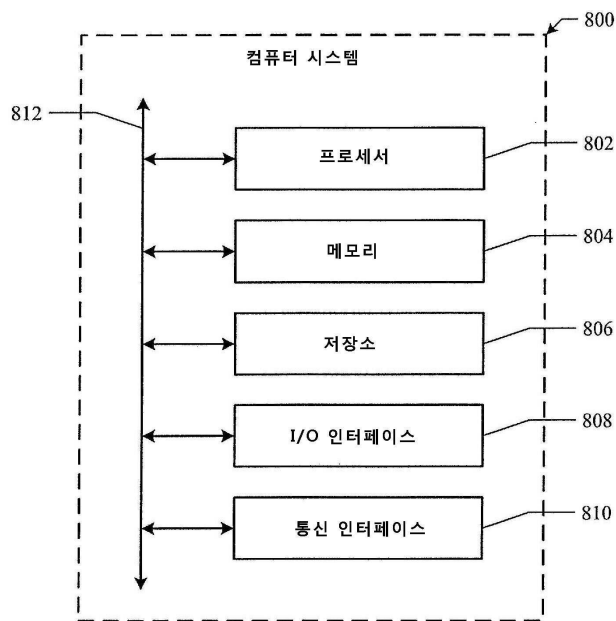 800
컴퓨터 시스템
812
프로세서
802
메모리
804
저장소
806
I/O 인터페이스
808
통신 인터페이스
810